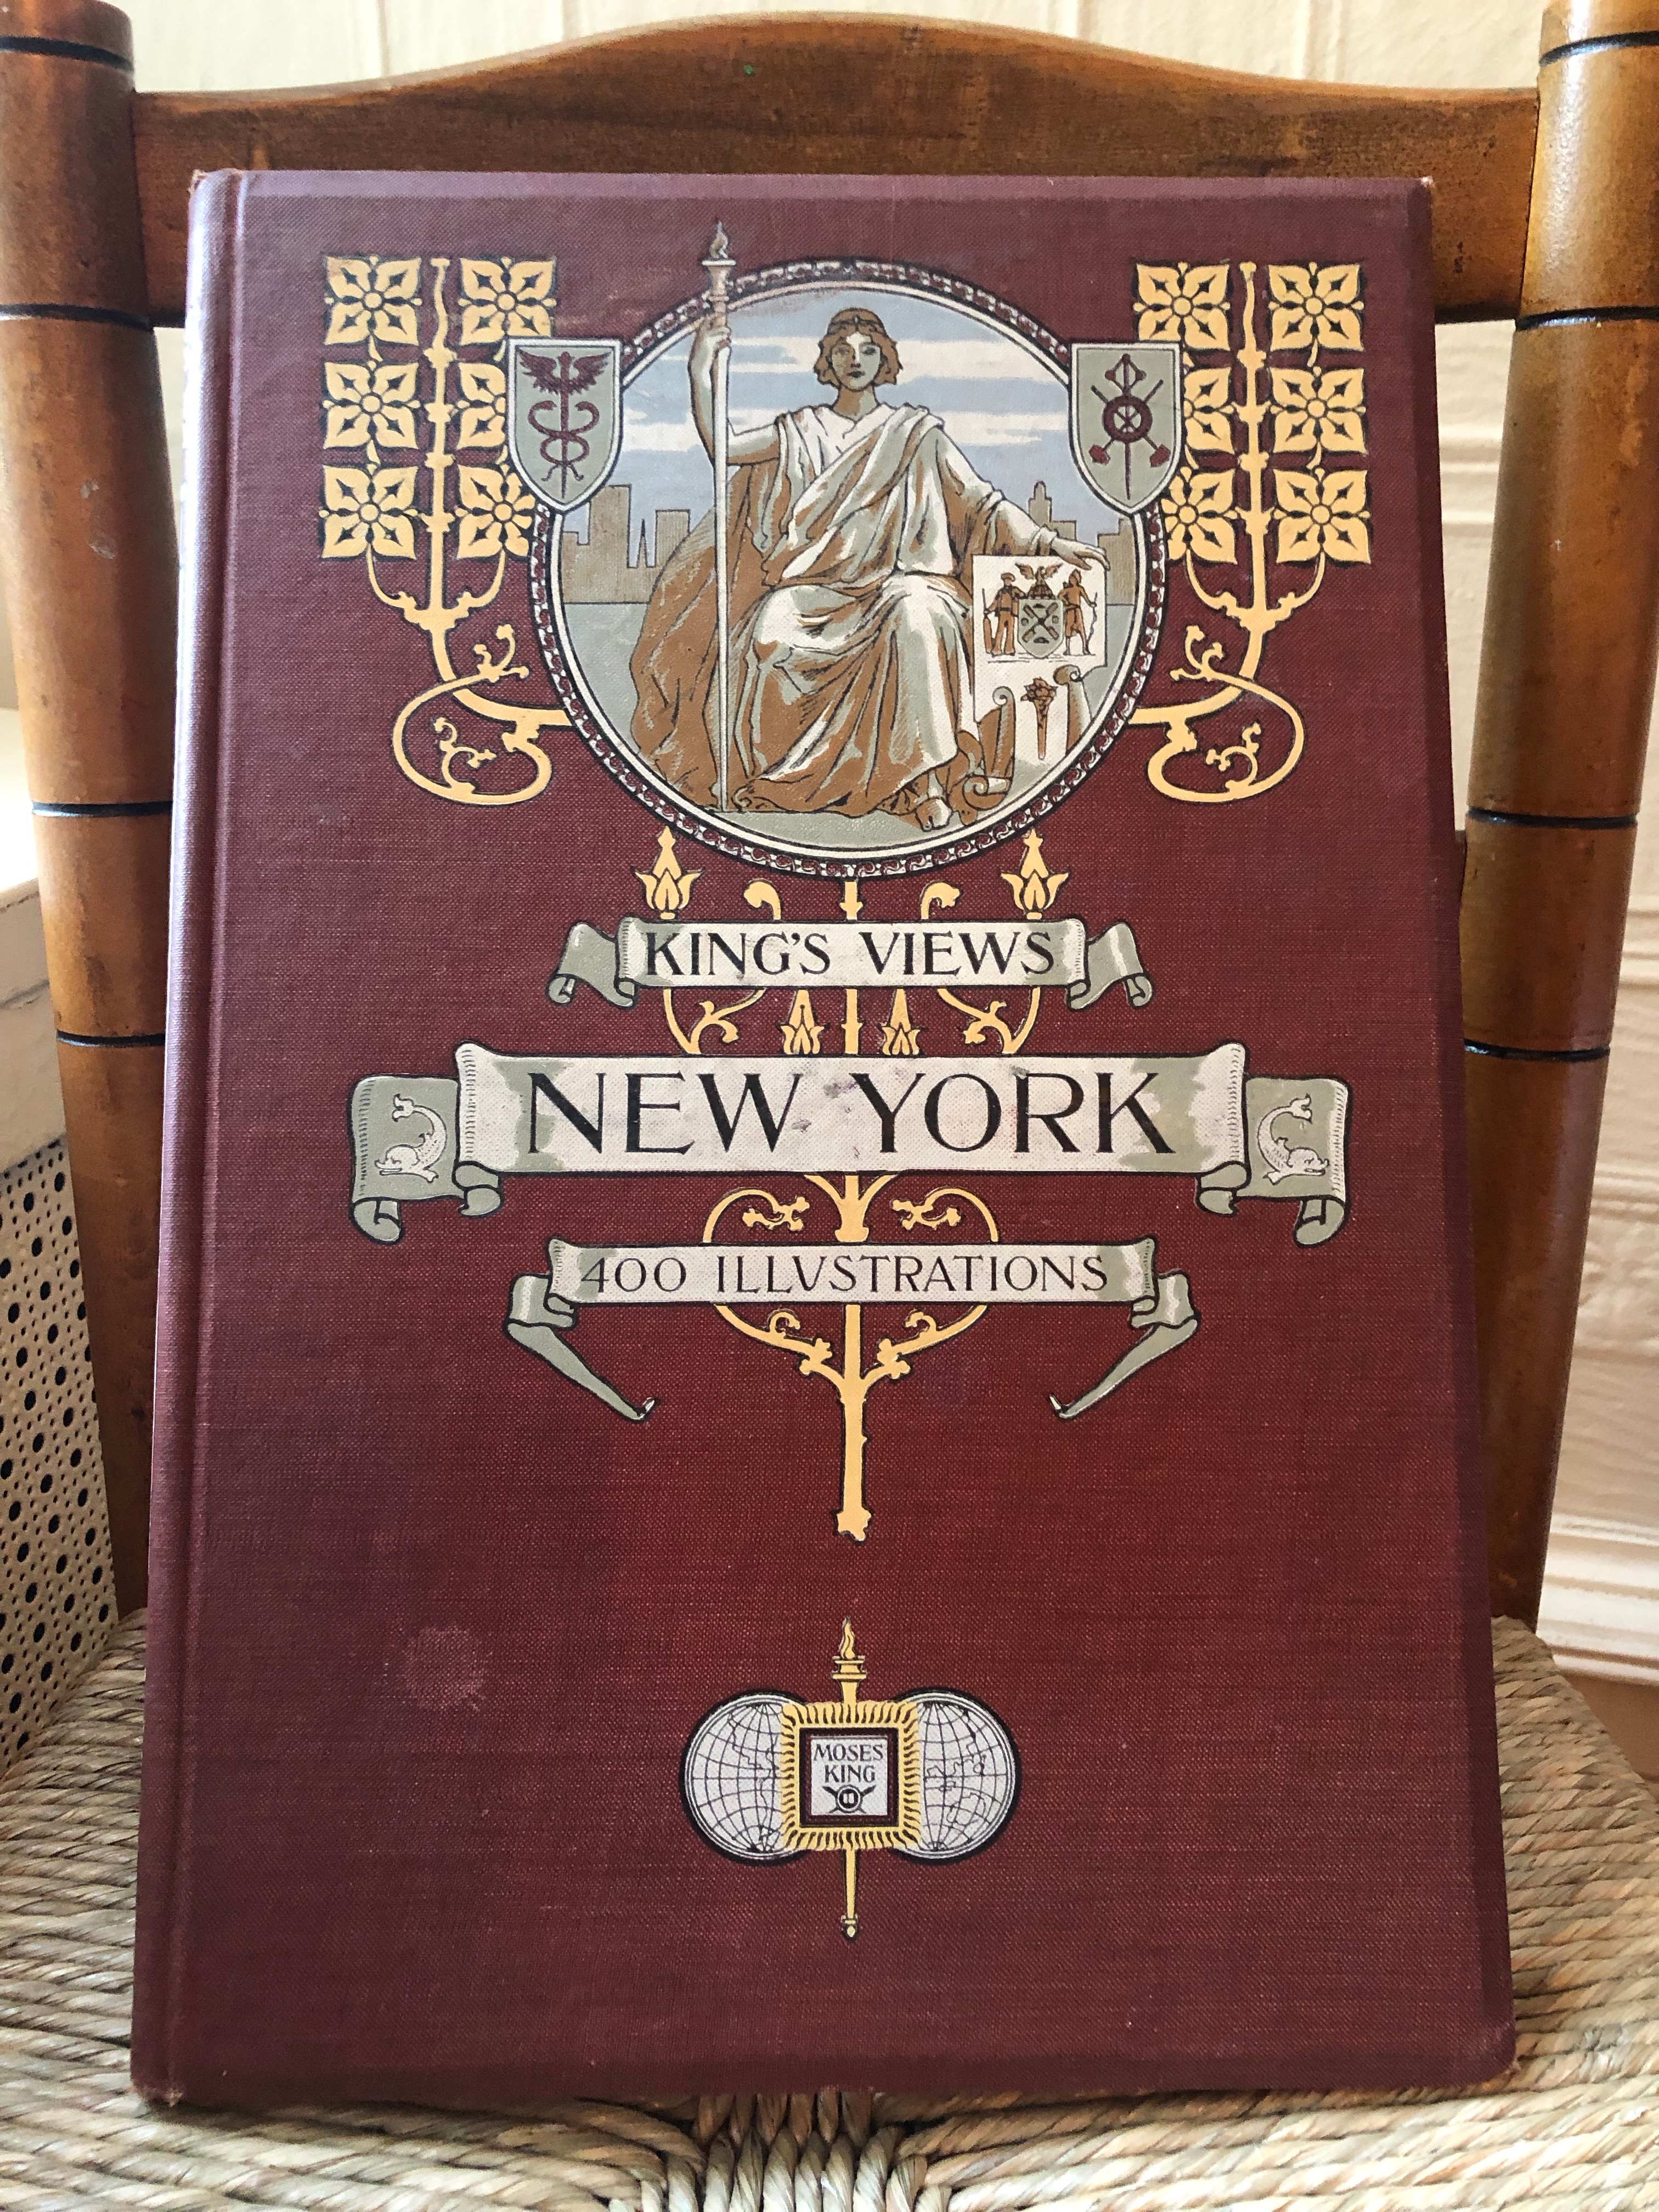 KING'S VIEWS
NEW YORK
400 ILLVSTRATIONS
MOSES
KING